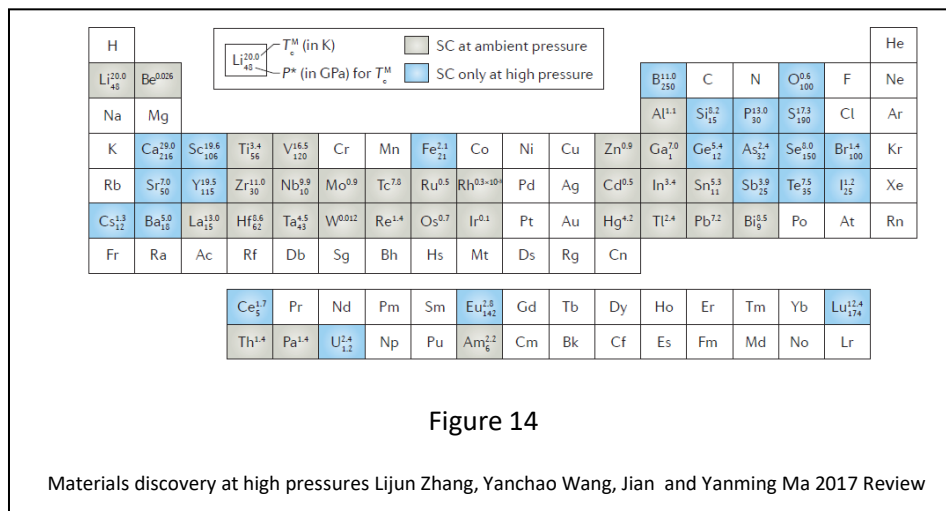 H He
T_c^M (in K)
Li 20.0 48
P* (in GPa) for T_c^M
SC at ambient pressure
SC only at high pressure
Li 20.0 48 Be 0.026 B 11.0 250 C N O 0.6 100 F Ne
Na Mg Al 1.1 Si 8.2 15 P 13.0 30 S 17.3 190 Cl Ar
K Ca 29.0 216 Sc 19.6 106 Ti 3.4 56 V 16.5 120 Cr Mn Fe 2.1 21 Co Ni Cu Zn 0.9 Ga 7.0 1 Ge 5.4 12 As 2.4 32 Se 8.0 150 Br 1.4 100 Kr
Rb Sr 7.0 50 Y 19.5 115 Zr 11.0 30 Nb 9.9 10 Mo 0.9 Tc 7.8 Ru 0.5 Rh Pd Ag Cd 0.5 In 3.4 Sn 5.3 11 Sb 3.9 25 Te 7.5 35 I 1.2 25 Xe
Cs 1.3 12 Ba 5.0 18 La 13.0 15 Hf 8.6 62 Ta 4.5 43 W 0.012 Re 1.4 Os 0.7 Ir 0.1 Pt Au Hg 4.2 Tl 2.4 Pb 7.2 Bi 8.5 9 Po At Rn
Fr Ra Ac Rf Db Sg Bh Hs Mt Ds Rg Cn
Ce 1.7 5 Pr Nd Pm Sm Eu 2.8 142 Gd Tb Dy Ho Er Tm Yb Lu 12.4 174
Th 1.4 Pa 1.4 U 2.4 1.2 Np Pu Am 2.2 6 Cm Bk Cf Es Fm Md No Lr
Figure 14
Materials discovery at high pressures Lijun Zhang, Yanchao Wang, Jian and Yanming Ma 2017 Review